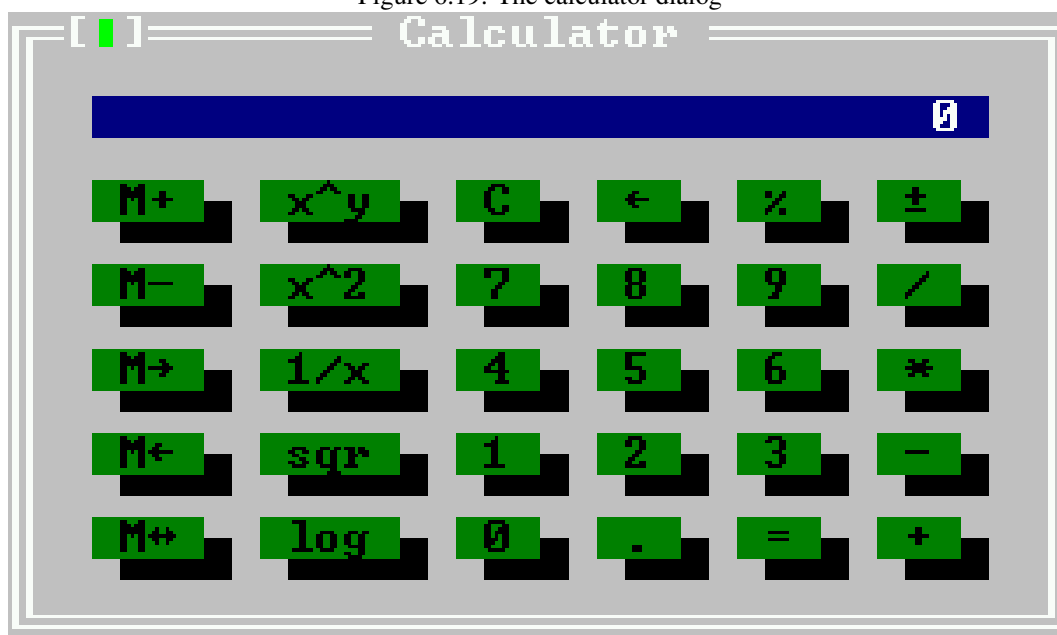 Figure 6.19: The calculator dialog
[▮] Calculator
0
M+ x^y C ← % ±
M- x^2 7 8 9 /
M→ 1/x 4 5 6 *
M← sqr 1 2 3 -
M↔ log 0 . = +